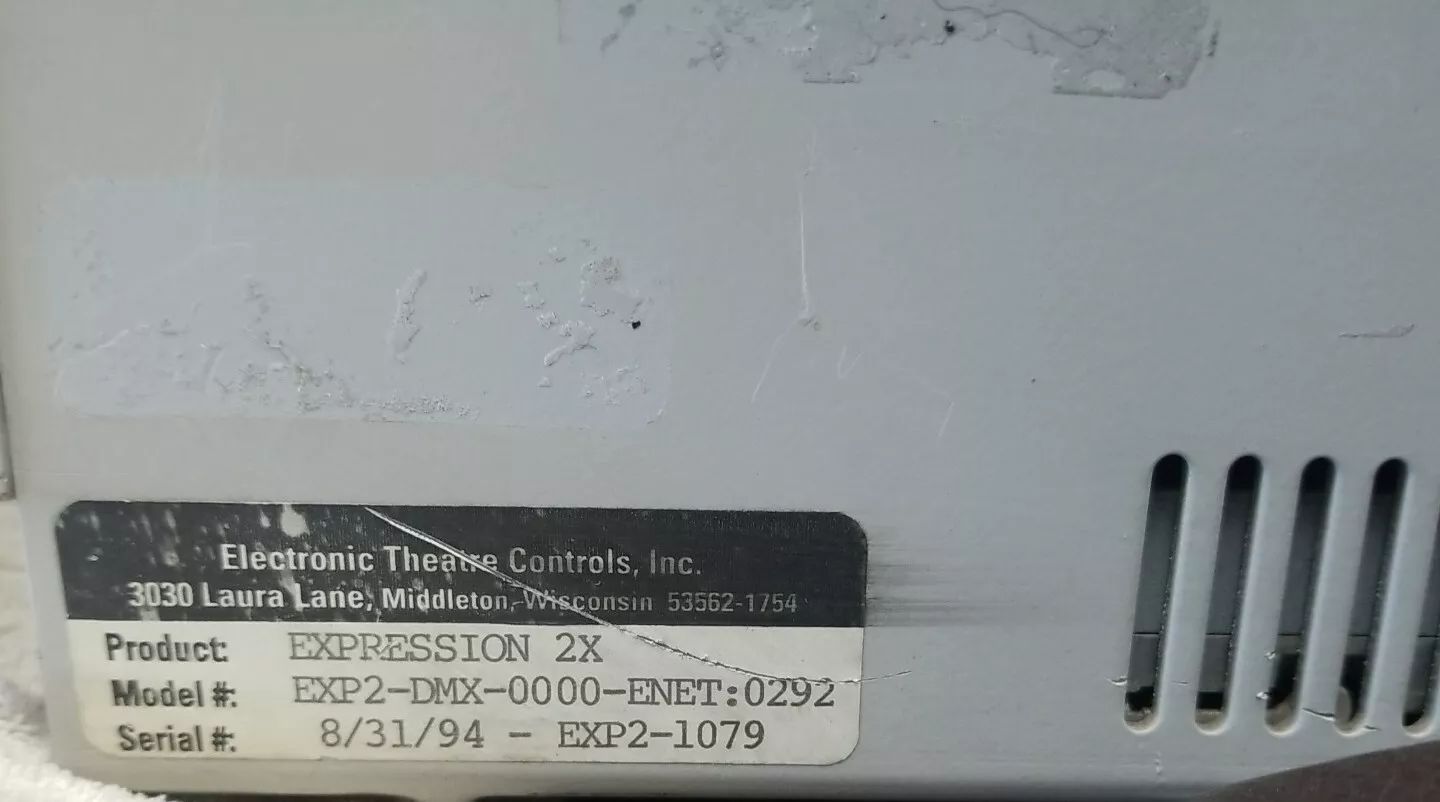 Electronic Theatre Controls, Inc.
3030 Laura Lane, Middleton, Wisconsin 53562-1754
Product: EXPRESSION 2X
Model #: EXP2-DMX-0000-ENET:0292
Serial #: 8/31/94 - EXP2-1079